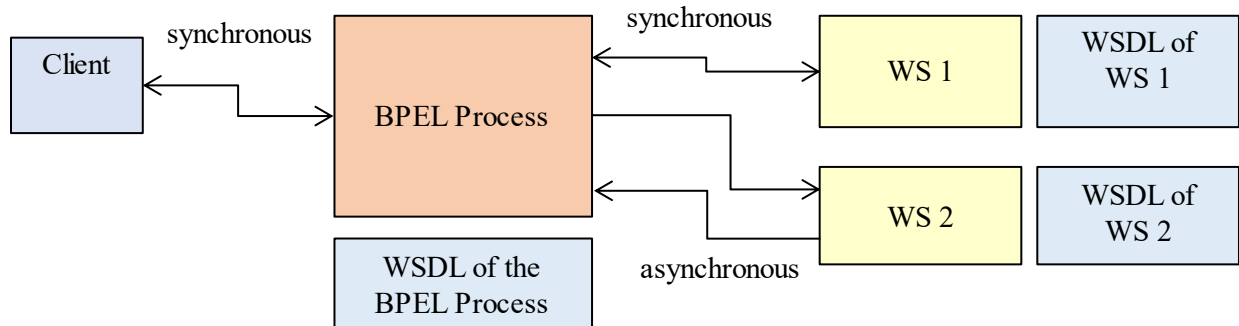 synchronous
synchronous
Client
BPEL Process
WS 1
WSDL of
WS 1
WS 2
WSDL of
WS 2
asynchronous
WSDL of the
BPEL Process